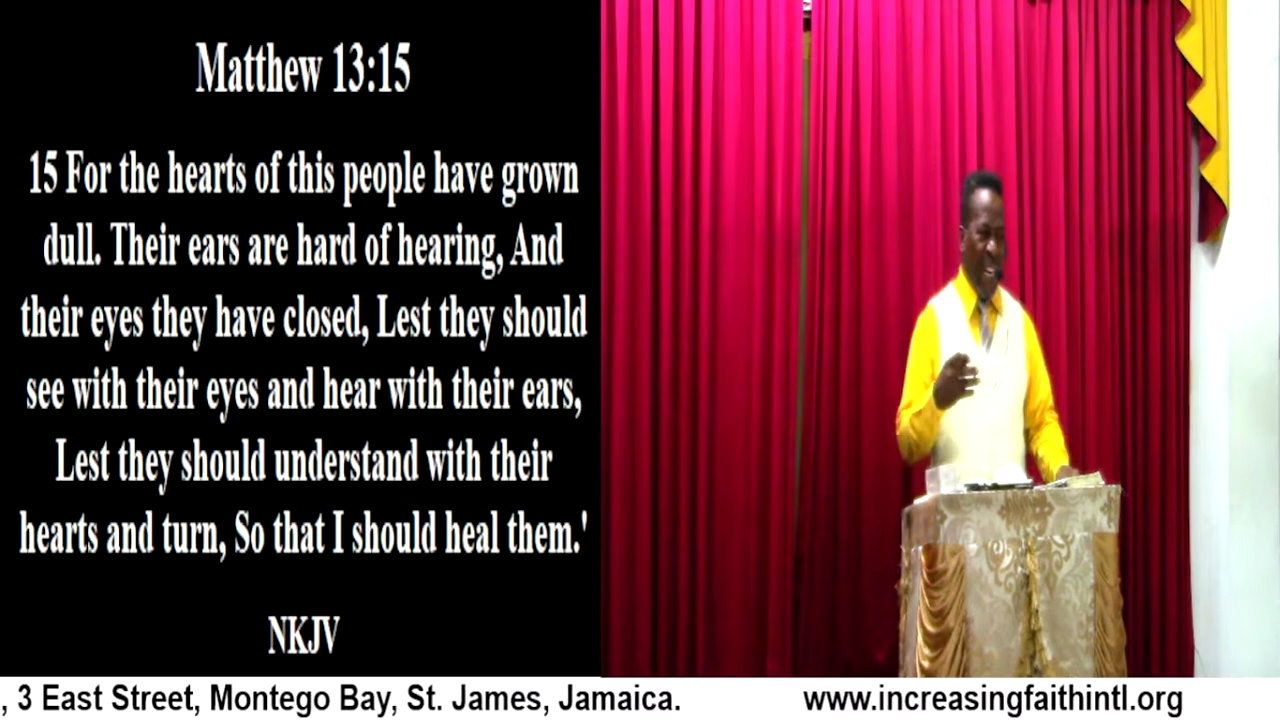 Matthew 13:15
15 For the hearts of this people have grown
dull. Their ears are hard of hearing, And
their eyes they have closed, Lest they should
see with their eyes and hear with their ears,
Lest they should understand with their
hearts and turn, So that I should heal them.'
NKJV
, 3 East Street, Montego Bay, St. James, Jamaica. www.increasingfaithintl.org